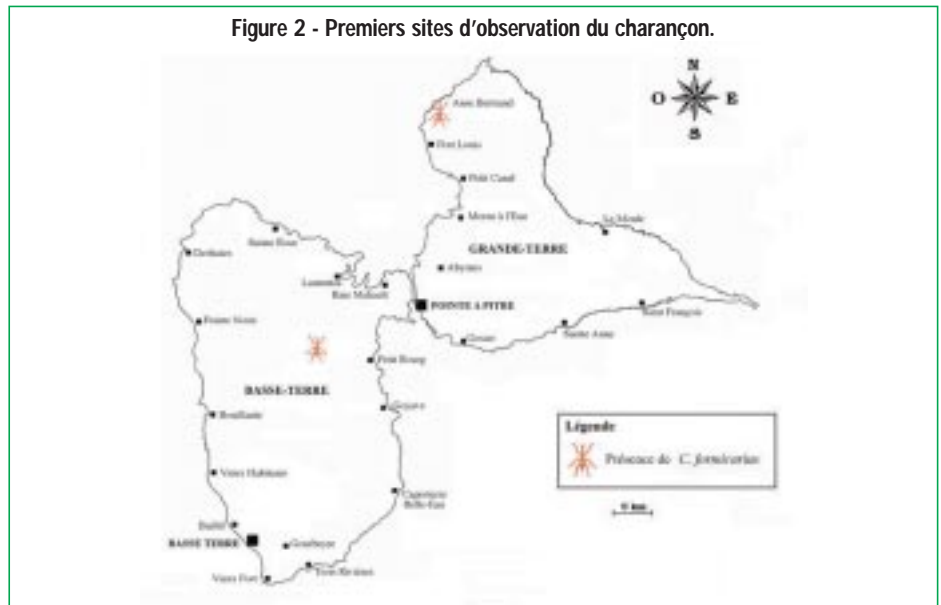 Figure 2 - Premiers sites d'observation du charançon.
N
O E
S
Anse Bertrand
Port Louis
Petit Canal
Morne à l'Eau
Le Moule
GRANDE-TERRE
Sainte Rose
Deshaies
Abymes
Lamentin
Baie Mahault
POINTE A PITRE
Saint François
Pointe Noire
Sainte Anne
Gosier
Petit Bourg
BASSE-TERRE
Goyave
Bouillante
Légende
Présence de C. formicarius
Vieux Habitants
Capesterre
Belle-Eau
km
Baillif
BASSE TERRE
Gourbeyre
Trois Rivières
Vieux Fort